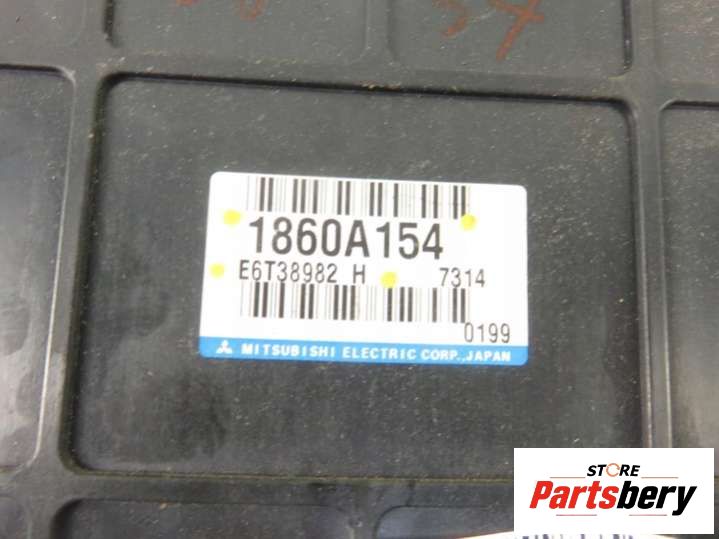 1860A154
E6T38982 H 7314
0199
MITSUBISHI ELECTRIC CORP.,JAPAN
STORE
Partsbery